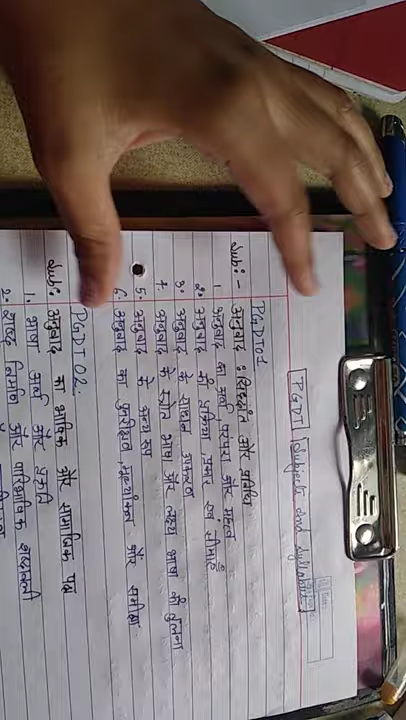 PGDT Subjects and Syllabus
PGDT01
Sub:- अनुवाद : सिद्धांत और प्रविधि
1. अनुवाद का अर्थ, परंपरा और महत्व
2. अनुवाद की प्रक्रिया प्रकार एवं सीमाएँ
3. अनुवाद के साधन उपकरण
4. अनुवाद के स्रोत भाषा और लक्ष्य भाषा की तुलना
5. अनुवाद के अन्य रूप
6. अनुवाद का पुनरीक्षण, मूल्यांकन और समीक्षा
PGDT02.
Sub:- अनुवाद का भाषिक और सामाजिक पक्ष
1. भाषा अर्थ और प्रकृति
2. शब्द निर्माण और पारिभाषिक शब्दावली